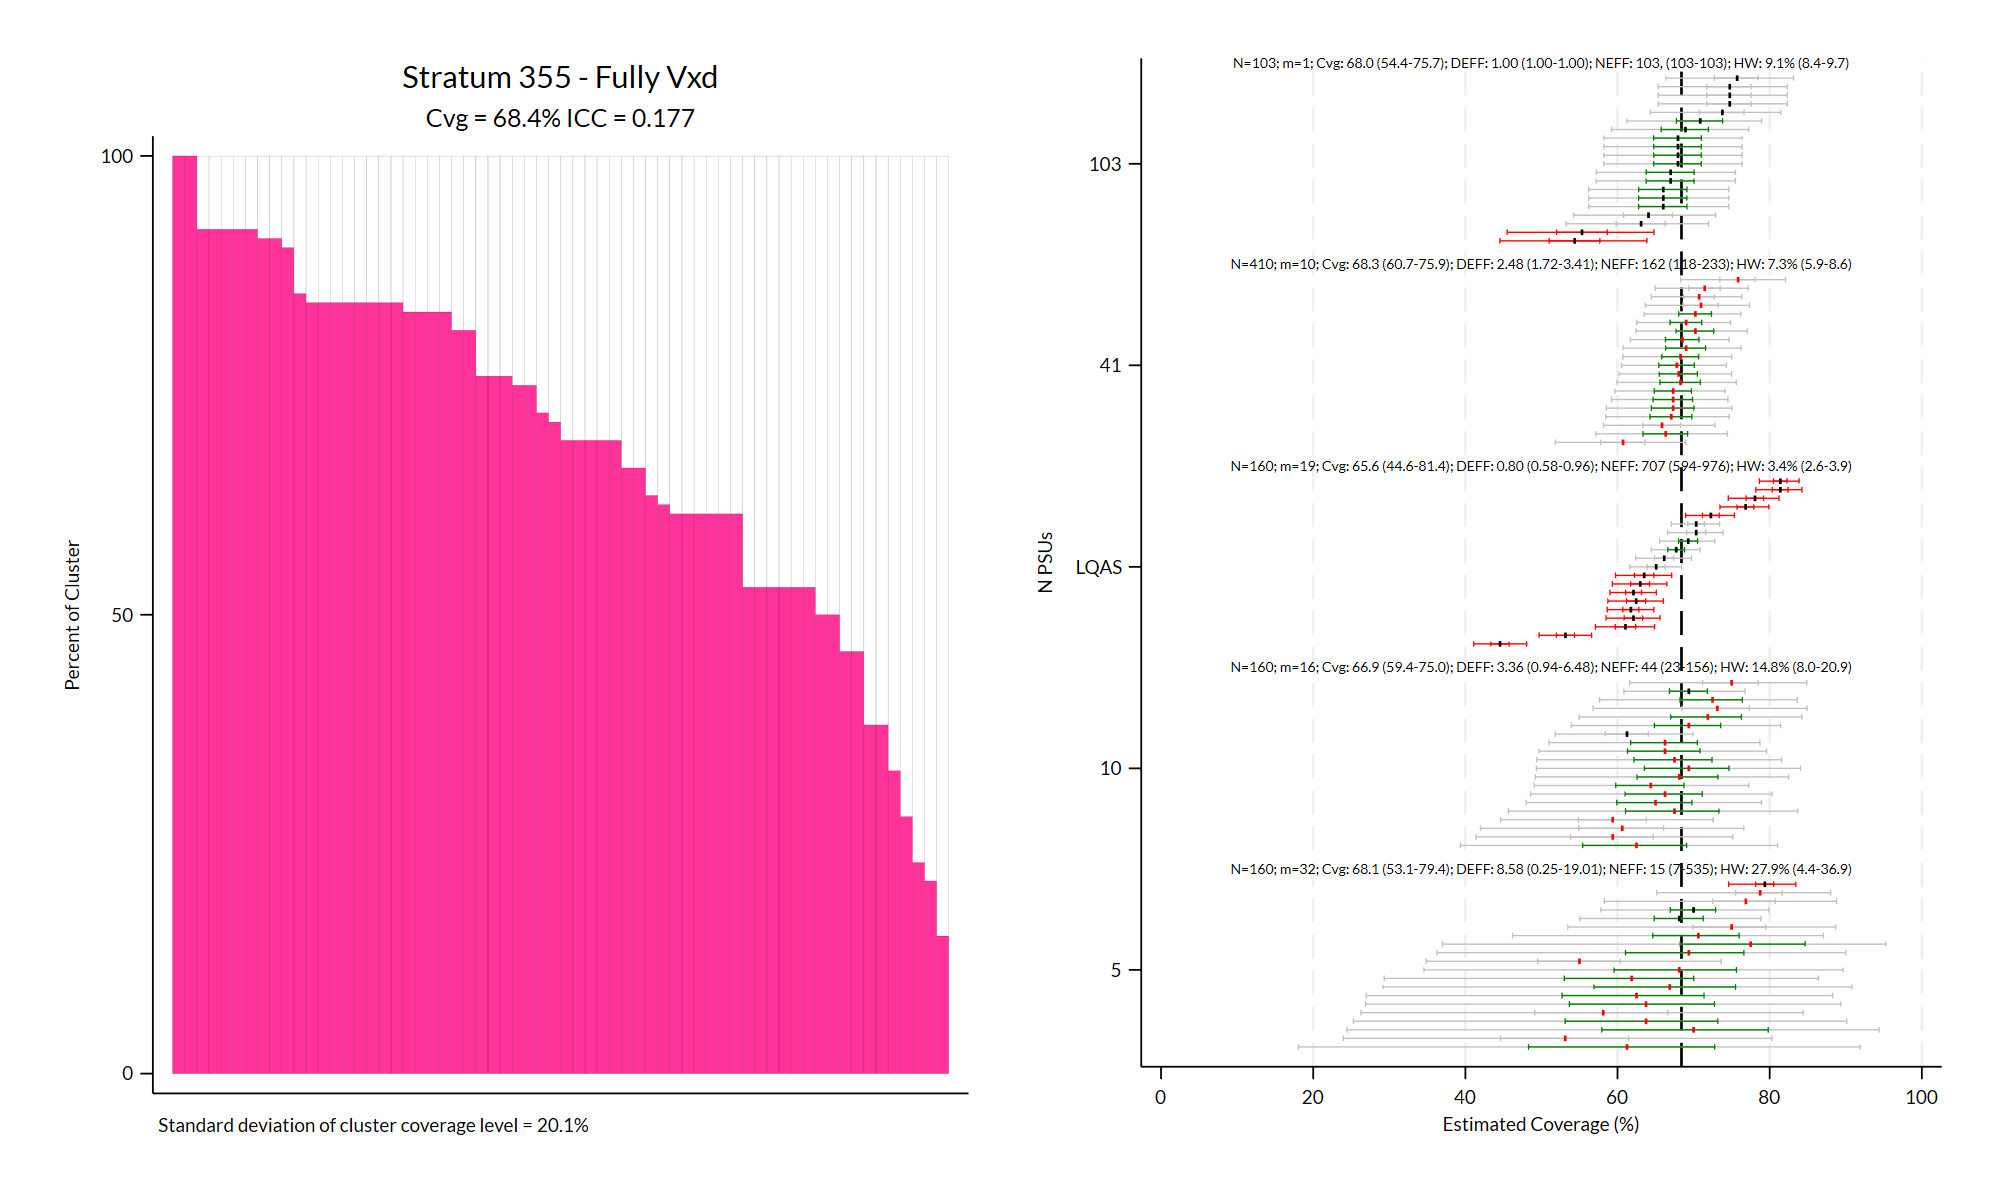 Stratum 355 - Fully Vxd
Cvg = 68.4% ICC = 0.177
100
50
0
Percent of Cluster
Standard deviation of cluster coverage level = 20.1%
N=103; m=1; Cvg: 68.0 (54.4-75.7); DEFF: 1.00 (1.00-1.00); NEFF: 103, (103-103); HW: 9.1% (8.4-9.7)
103
N=410; m=10; Cvg: 68.3 (60.7-75.9); DEFF: 2.48 (1.72-3.41); NEFF: 162 (118-233); HW: 7.3% (5.9-8.6)
41
N=160; m=19; Cvg: 65.6 (44.6-81.4); DEFF: 0.80 (0.58-0.96); NEFF: 707 (594-976); HW: 3.4% (2.6-3.9)
N PSUs
LQAS
N=160; m=16; Cvg: 66.9 (59.4-75.0); DEFF: 3.36 (0.94-6.48); NEFF: 44 (23-156); HW: 14.8% (8.0-20.9)
10
N=160; m=32; Cvg: 68.1 (53.1-79.4); DEFF: 8.58 (0.25-19.01); NEFF: 15 (7-535); HW: 27.9% (4.4-36.9)
5
0 20 40 60 80 100
Estimated Coverage (%)